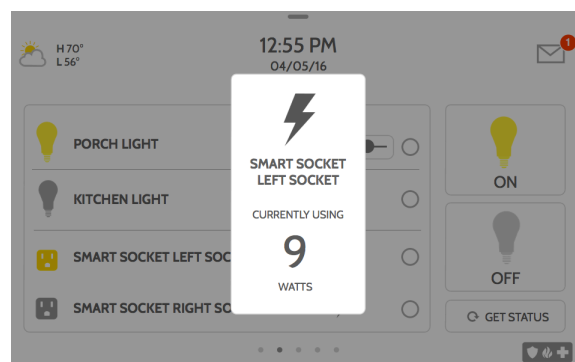 H 70°
L 56°
12:55 PM
04/05/16
1
PORCH LIGHT
KITCHEN LIGHT
SMART SOCKET LEFT SOC
SMART SOCKET RIGHT SO
SMART SOCKET
LEFT SOCKET
CURRENTLY USING
9
WATTS
ON
OFF
GET STATUS